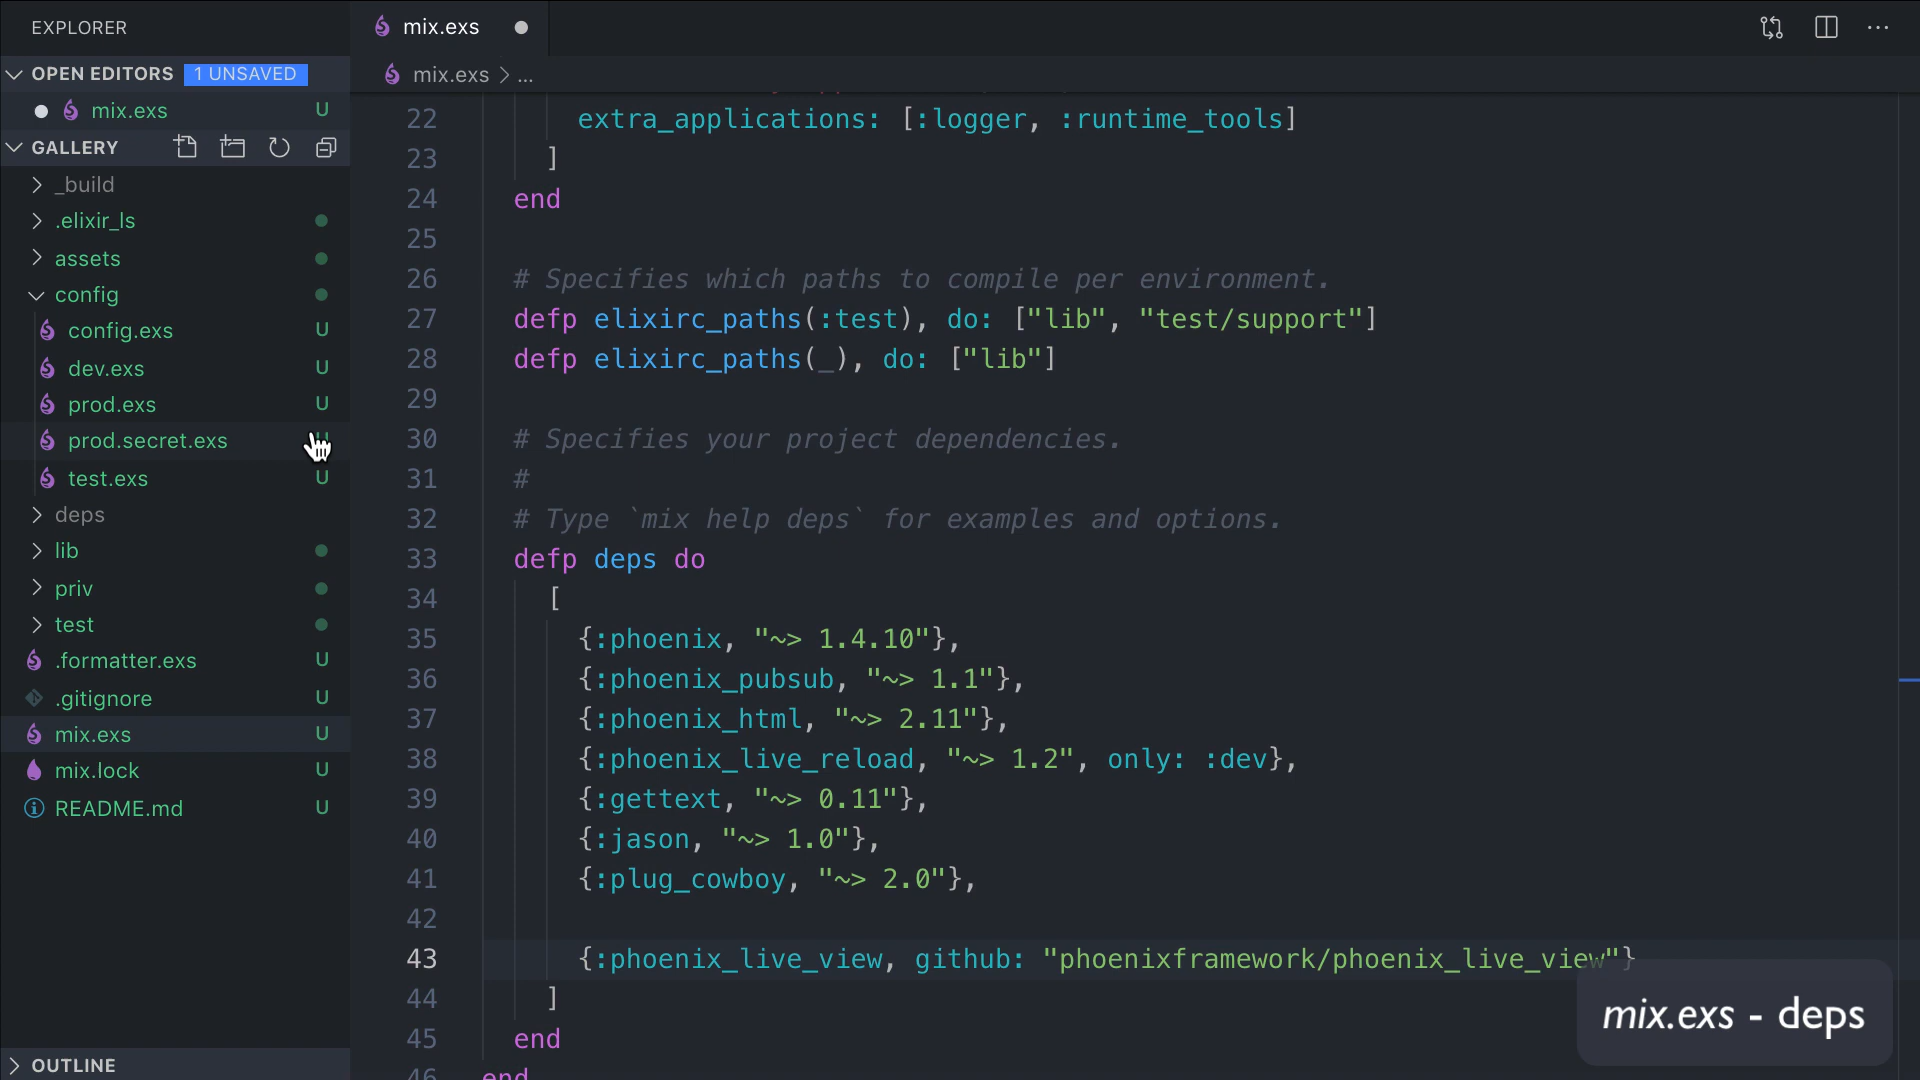 EXPLORER
OPEN EDITORS 1 UNSAVED
mix.exs U
GALLERY
_build
.elixir_ls
assets
config
config.exs U
dev.exs U
prod.exs U
prod.secret.exs
test.exs U
deps
lib
priv
test
.formatter.exs U
.gitignore U
mix.exs U
mix.lock U
README.md U
OUTLINE
mix.exs
mix.exs > ...
22 extra_applications: [:logger, :runtime_tools]
23 ]
24 end
25
26 # Specifies which paths to compile per environment.
27 defp elixirc_paths(:test), do: ["lib", "test/support"]
28 defp elixirc_paths(_), do: ["lib"]
29
30 # Specifies your project dependencies.
31 #
32 # Type `mix help deps` for examples and options.
33 defp deps do
34 [
35 {:phoenix, "~> 1.4.10"},
36 {:phoenix_pubsub, "~> 1.1"},
37 {:phoenix_html, "~> 2.11"},
38 {:phoenix_live_reload, "~> 1.2", only: :dev},
39 {:gettext, "~> 0.11"},
40 {:jason, "~> 1.0"},
41 {:plug_cowboy, "~> 2.0"},
42
43 {:phoenix_live_view, github: "phoenixframework/phoenix_live_view"}
44 ]
45 end
46 end
mix.exs - deps